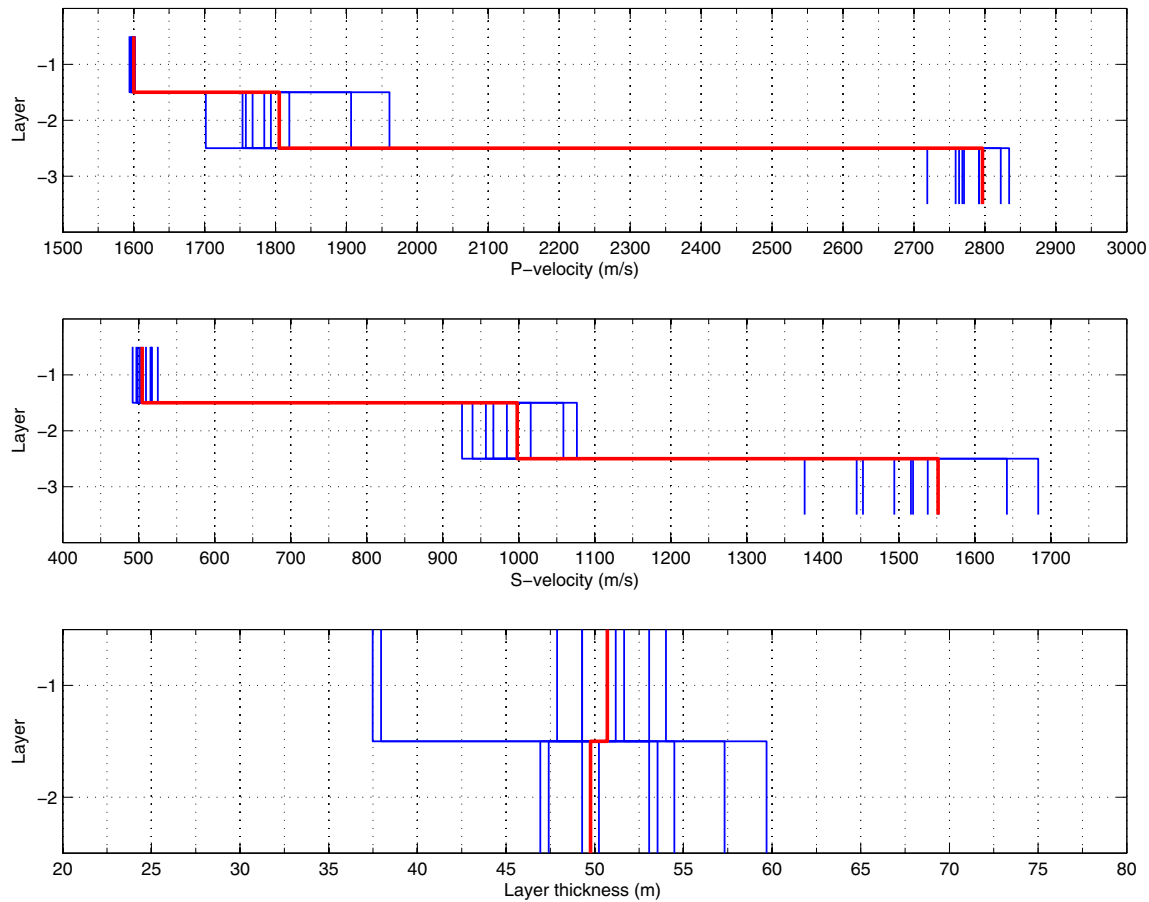 −1
−2
−3
Layer
1500 1600 1700 1800 1900 2000 2100 2200 2300 2400 2500 2600 2700 2800 2900 3000
P−velocity (m/s)
−1
−2
−3
Layer
400 500 600 700 800 900 1000 1100 1200 1300 1400 1500 1600 1700
S−velocity (m/s)
−1
−2
Layer
20 25 30 35 40 45 50 55 60 65 70 75 80
Layer thickness (m)